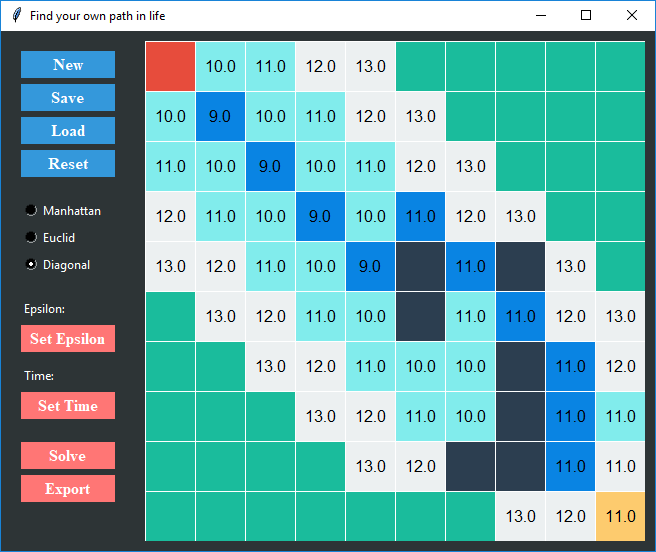 Find your own path in life
New
Save
Load
Reset
Manhattan
Euclid
Diagonal
Epsilon:
Set Epsilon
Time:
Set Time
Solve
Export
10.0 11.0 12.0 13.0
10.0 9.0 10.0 11.0 12.0 13.0
11.0 10.0 9.0 10.0 11.0 12.0 13.0
12.0 11.0 10.0 9.0 10.0 11.0 12.0 13.0
13.0 12.0 11.0 10.0 9.0 11.0 13.0
13.0 12.0 11.0 10.0 11.0 11.0 12.0 13.0
13.0 12.0 11.0 10.0 10.0 11.0 12.0
13.0 12.0 11.0 10.0 11.0 11.0
13.0 12.0 11.0 11.0
13.0 12.0 11.0